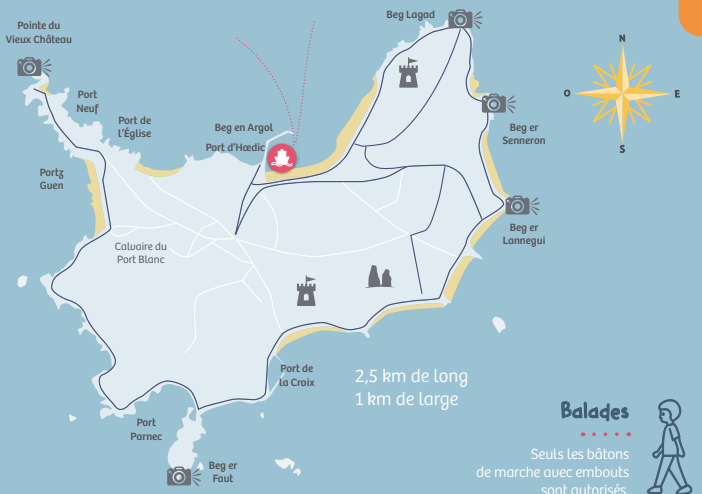 Beg Lagad
Pointe du
Vieux Château
N
Port
Neuf
O
E
Port de
l'Église
Beg en Argol
Beg er
Senneron
Port d'Hœdic
S
Portz
Guen
Beg er
Lannegui
Calvaire du
Port Blanc
Port de
la Croix
2,5 km de long
1 km de large
Balades
Port
Parnec
Seuls les bâtons
de marche avec embouts
sont autorisés.
Beg er
Faut